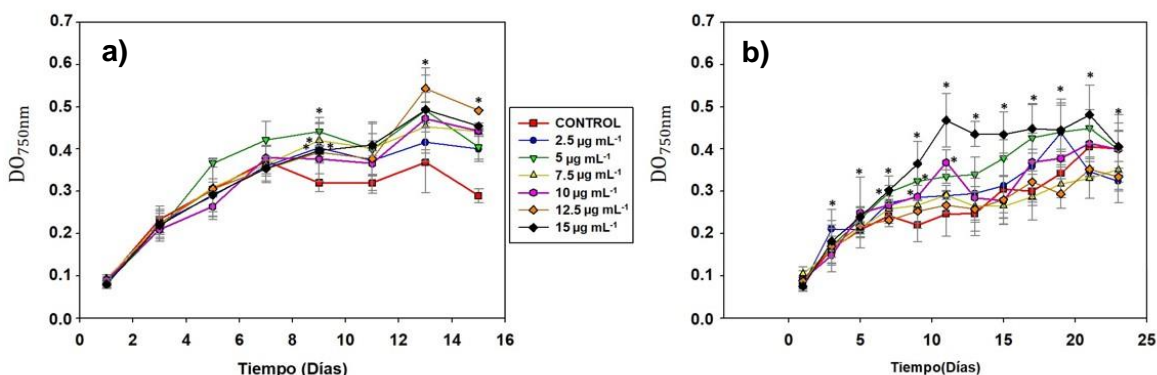 a)
DO750nm
0.7
0.6
0.5
0.4
0.3
0.2
0.1
0.0
0 2 4 6 8 10 12 14 16
Tiempo (Días)
* * * * *
CONTROL
2.5 µg mL-1
5 µg mL-1
7.5 µg mL-1
10 µg mL-1
12.5 µg mL-1
15 µg mL-1
b)
DO750nm
0.7
0.6
0.5
0.4
0.3
0.2
0.1
0.0
0 5 10 15 20 25
Tiempo(Días)
* * * * * * * * * * * * * *